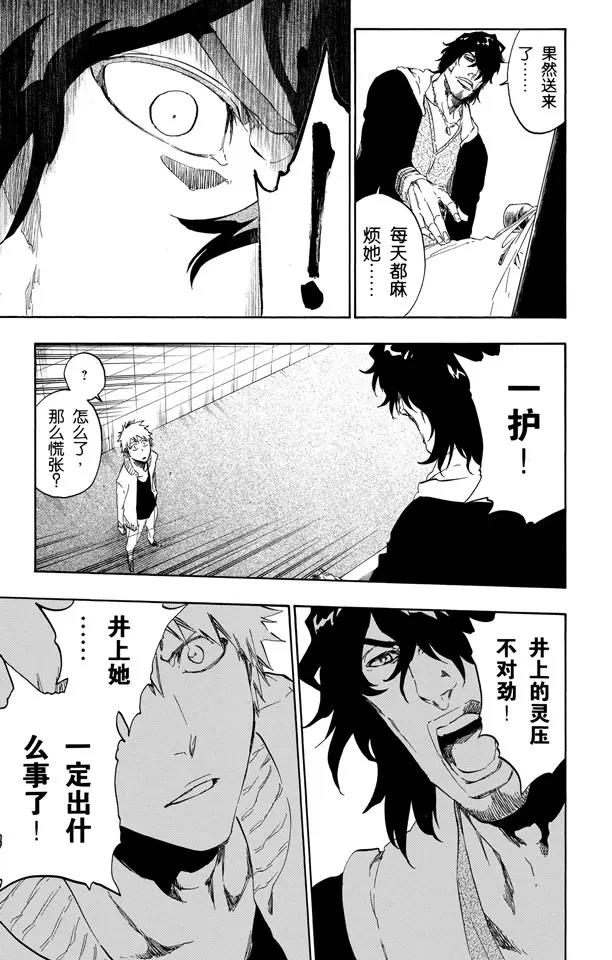 果然送来
了……
每天都麻
烦她……
！
一护！
？
怎么了，
那么慌张？
井上的灵压
不对劲！
井上她
……
一定出什
么事了！